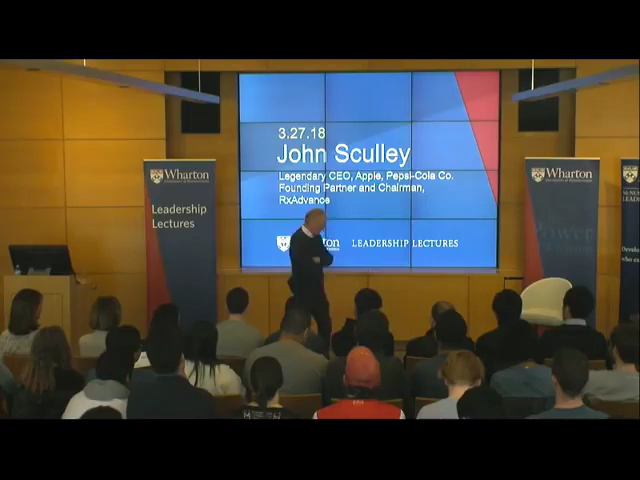 3.27.18
John Sculley
Legendary CEO, Apple, Pepsi-Cola Co.
Founding Partner and Chairman,
RxAdvance
LEADERSHIP LECTURES
Wharton
Leadership
Lectures
Wharton
Power